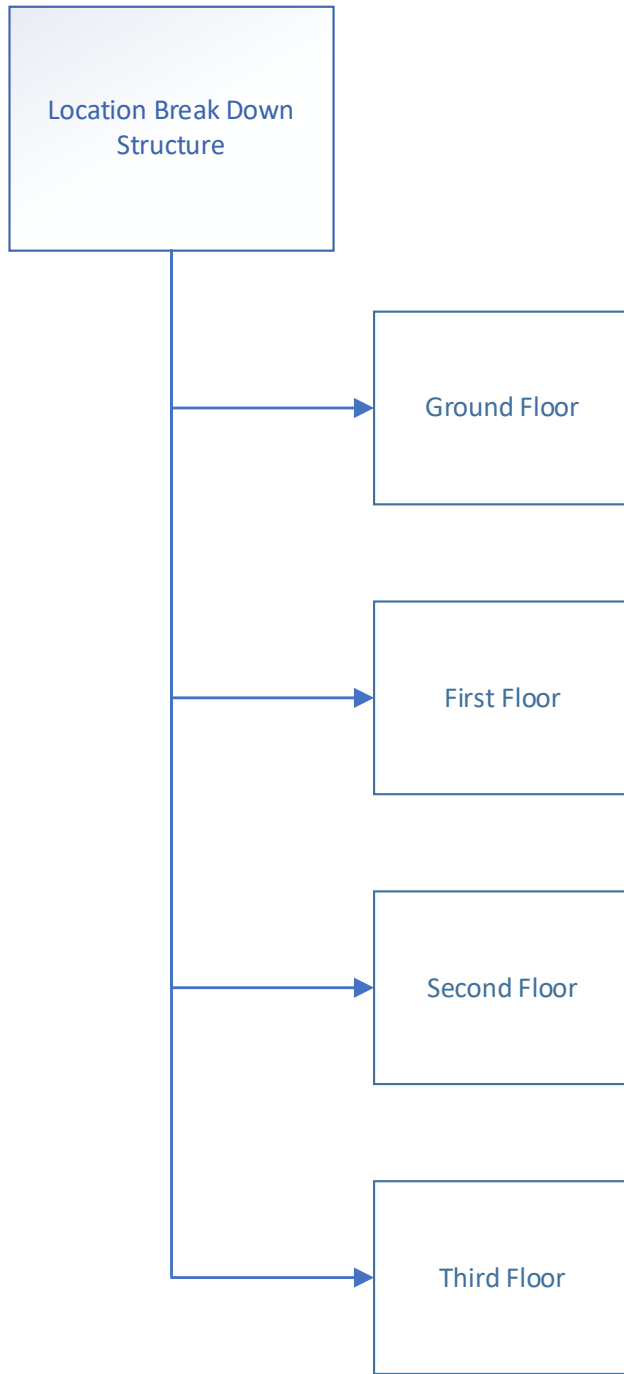 Location Break Down
Structure
Ground Floor
First Floor
Second Floor
Third Floor